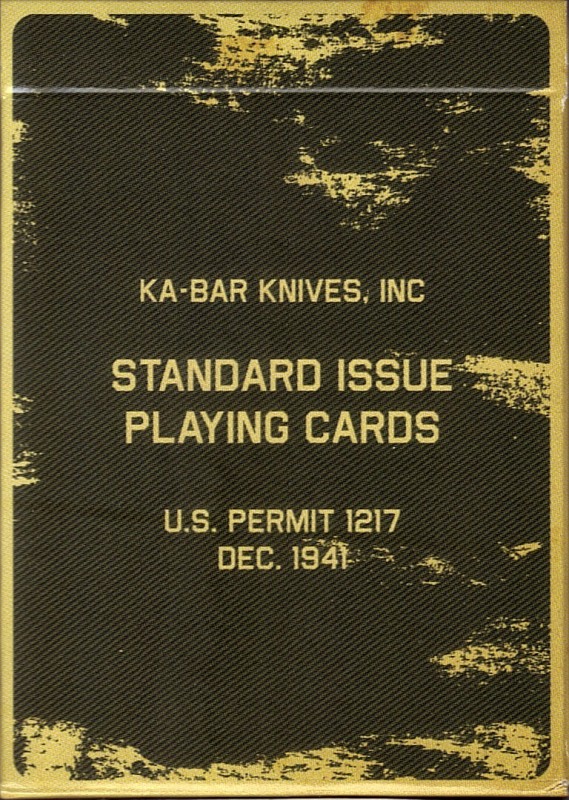 KA-BAR KNIVES, INC
STANDARD ISSUE
PLAYING CARDS
U.S. PERMIT 1217
DEC. 1941